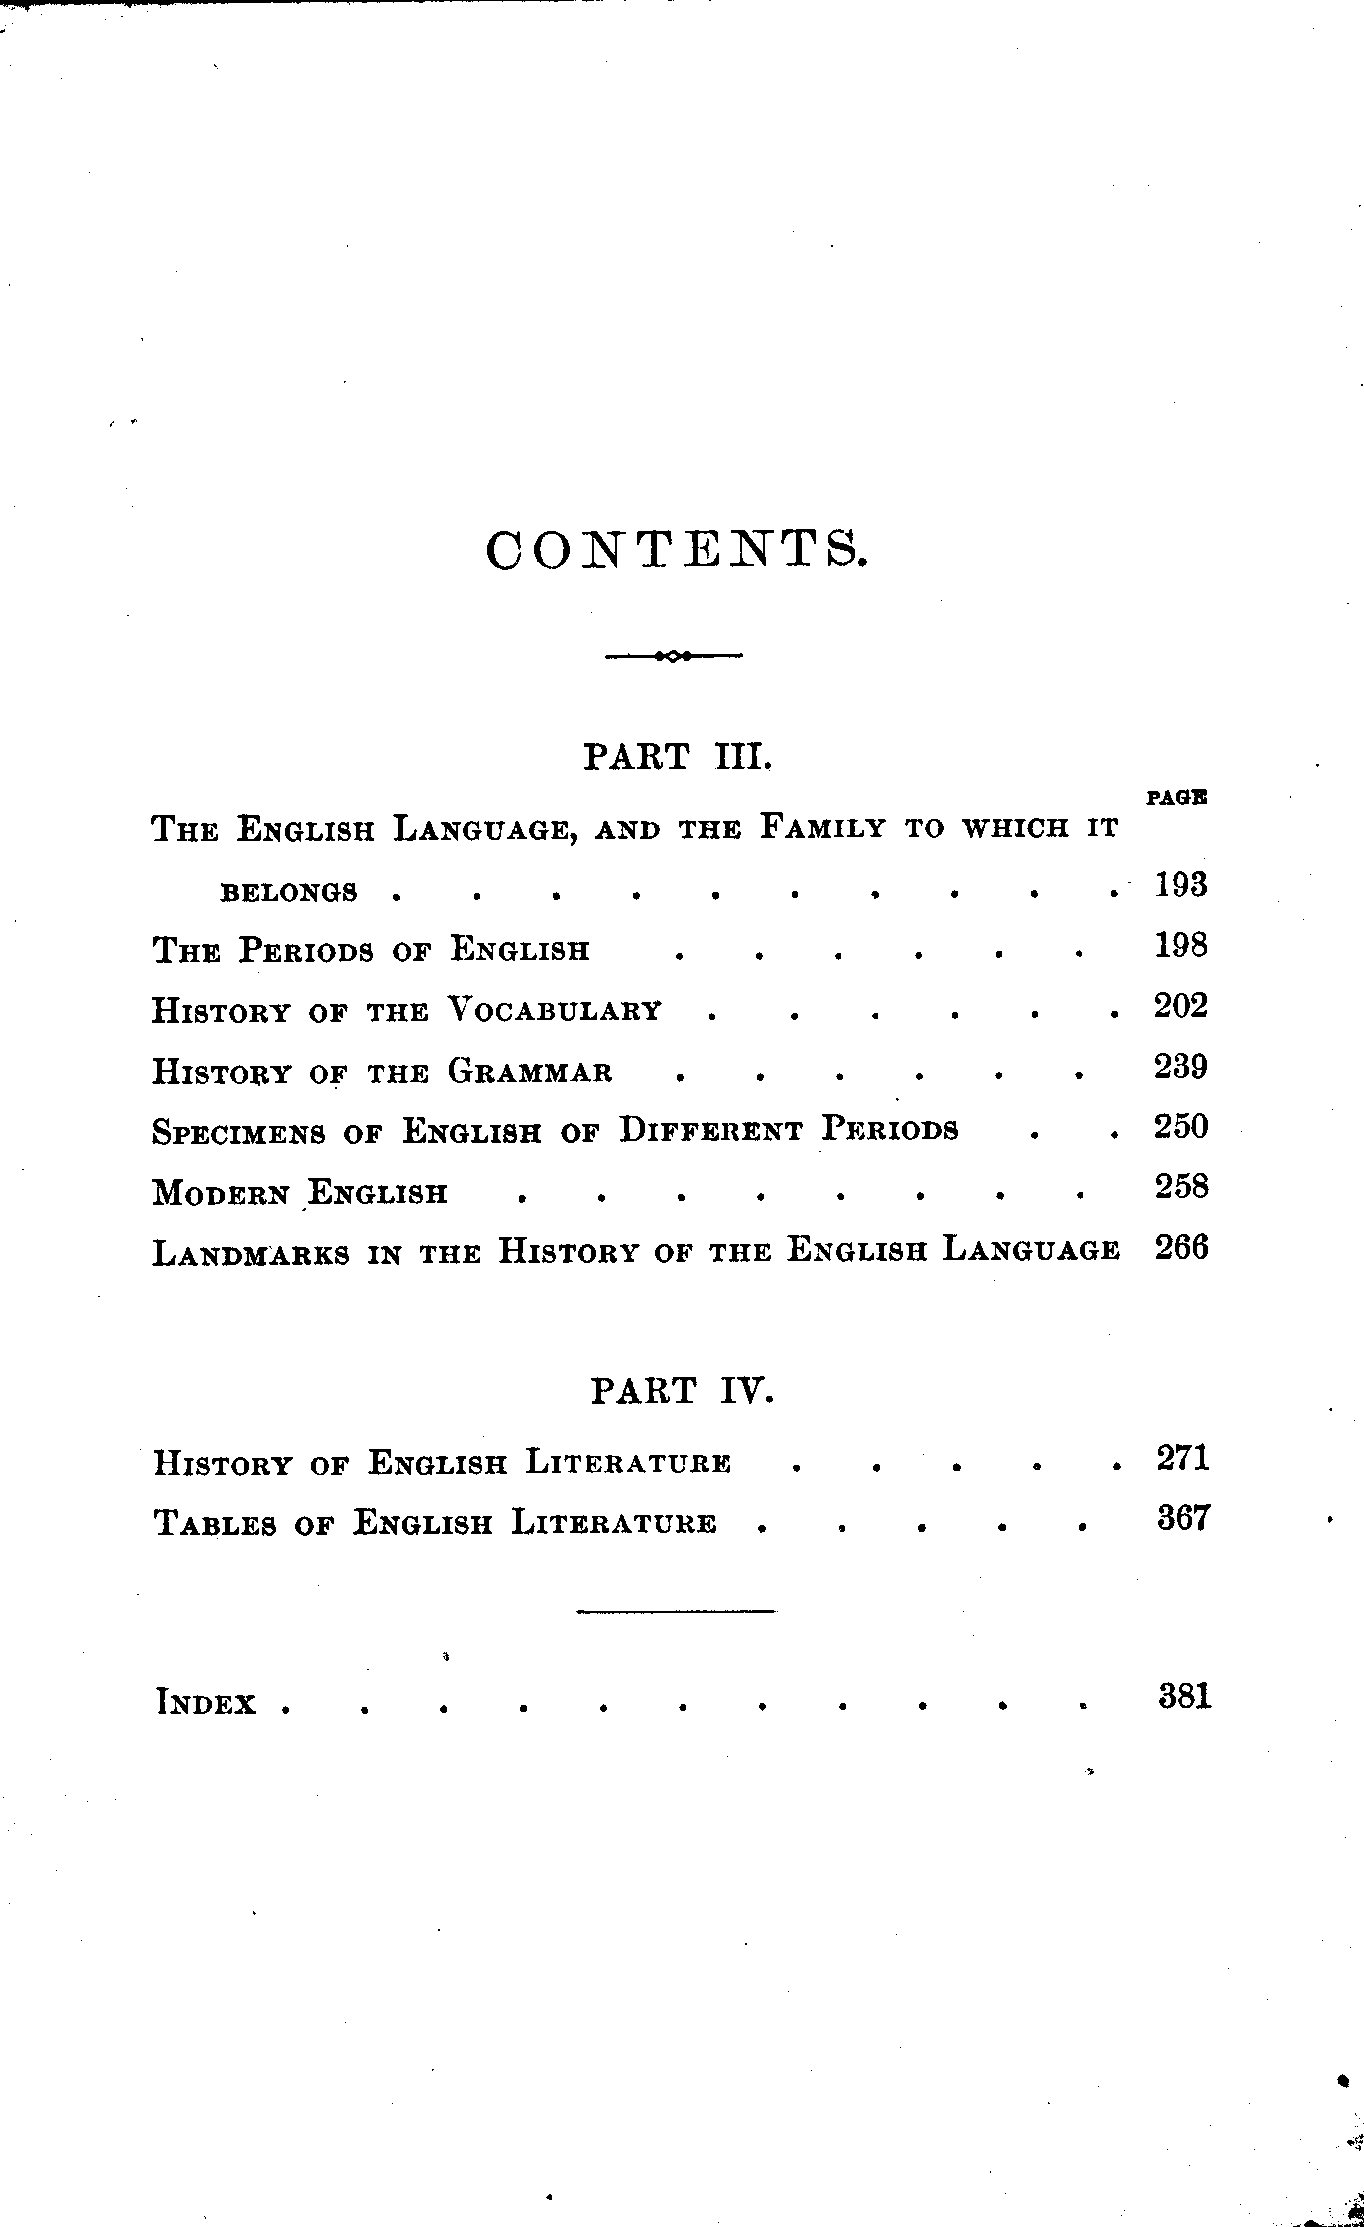 CONTENTS.
PART III.
PAGE
THE ENGLISH LANGUAGE, AND THE FAMILY TO WHICH IT
BELONGS . . . . . . . . . . 193
THE PERIODS OF ENGLISH . . . . . . 198
HISTORY OF THE VOCABULARY . . . . . . 202
HISTORY OF THE GRAMMAR . . . . . . 239
SPECIMENS OF ENGLISH OF DIFFERENT PERIODS . . 250
MODERN ENGLISH . . . . . . . . 258
LANDMARKS IN THE HISTORY OF THE ENGLISH LANGUAGE 266
PART IV.
HISTORY OF ENGLISH LITERATURE . . . . . 271
TABLES OF ENGLISH LITERATURE . . . . . 367
INDEX . . . . . . . . . . . 381